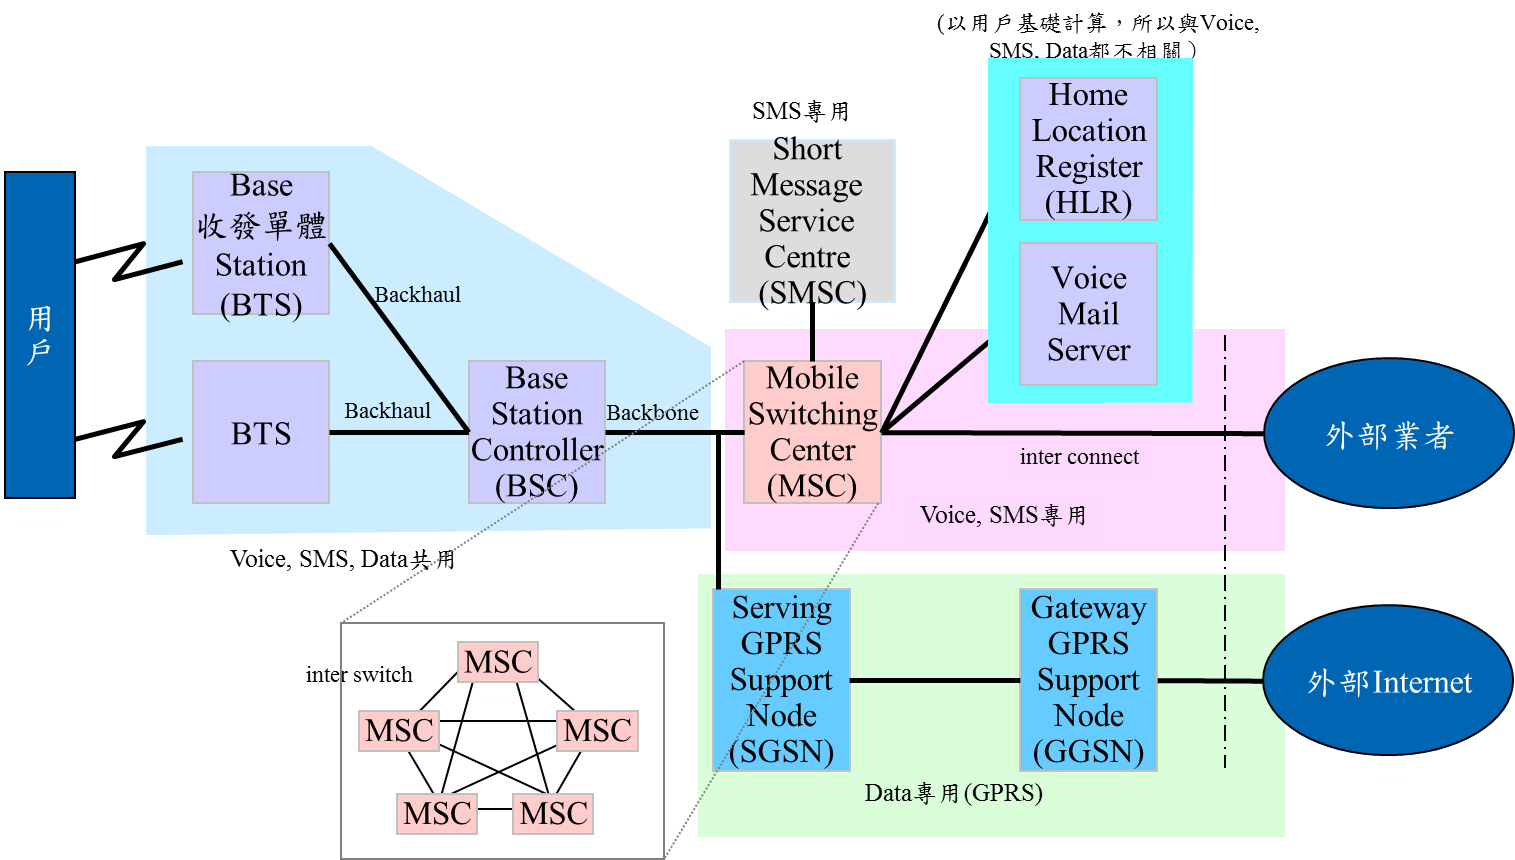 (以用戶基礎計算，所以與Voice,
SMS, Data都不相關）
Home
Location
Register
(HLR)
Voice
Mail
Server
SMS專用
Short
Message
Service
Centre
(SMSC)
用
戶
Base
收發單體
Station
(BTS)
Backhaul
BTS
Backhaul
Base
Station
Controller
(BSC)
Backbone
Mobile
Switching
Center
(MSC)
inter connect
外部業者
Voice, SMS專用
Voice, SMS, Data共用
inter switch
MSC
MSC
MSC
MSC
MSC
Serving
GPRS
Support
Node
(SGSN)
Gateway
GPRS
Support
Node
(GGSN)
外部Internet
Data專用(GPRS)